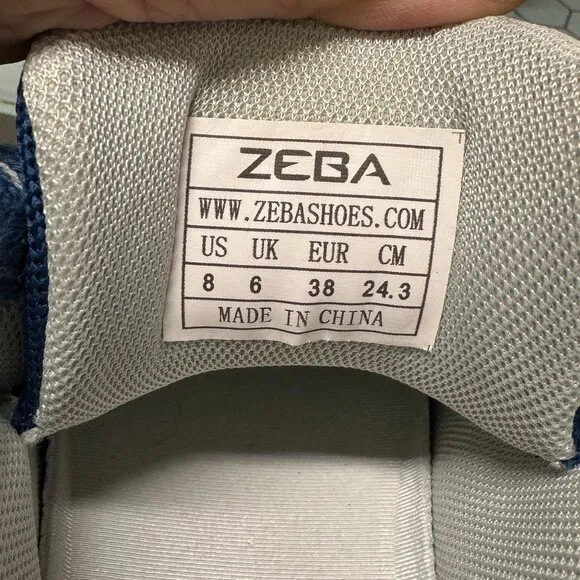 ZEBA
WWW.ZEBASHOES.COM
US UK EUR CM
8 6 38 24.3
MADE IN CHINA